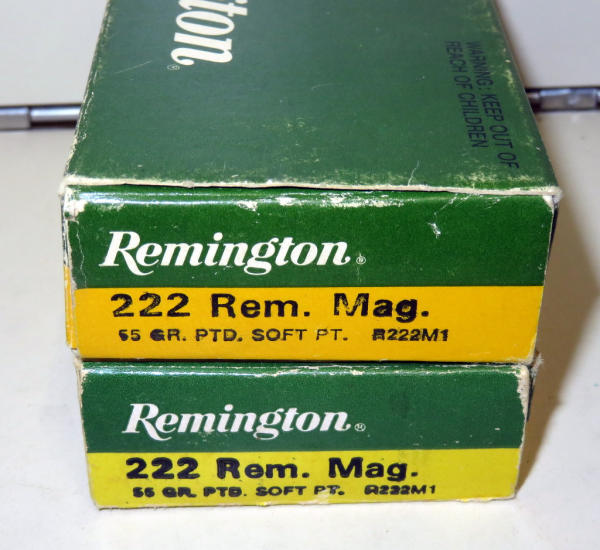 ton®
WARNING: KEEP OUT OF
REACH OF CHILDREN
Remington®
222 Rem. Mag.
55 GR. PTD. SOFT PT. R222M1
Remington®
222 Rem. Mag.
55 GR. PTD. SOFT PT. R222M1